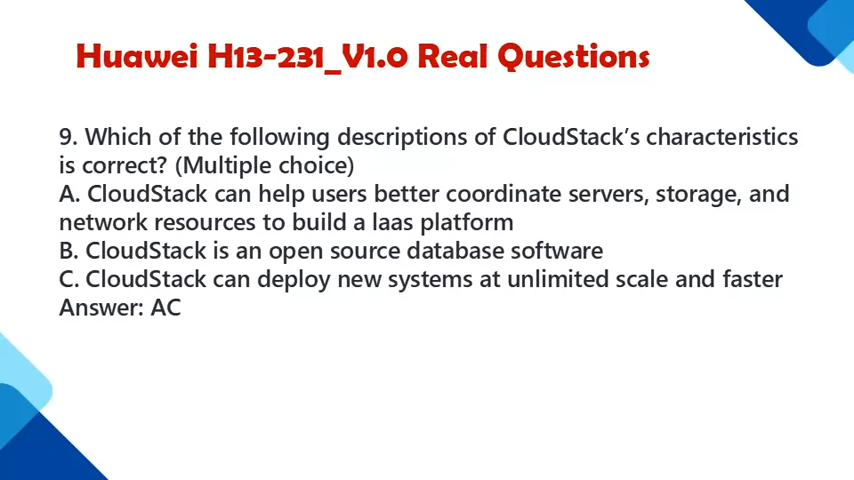 Huawei H13-231_V1.0 Real Questions
9. Which of the following descriptions of CloudStack's characteristics
is correct? (Multiple choice)
A. CloudStack can help users better coordinate servers, storage, and
network resources to build a laas platform
B. CloudStack is an open source database software
C. CloudStack can deploy new systems at unlimited scale and faster
Answer: AC